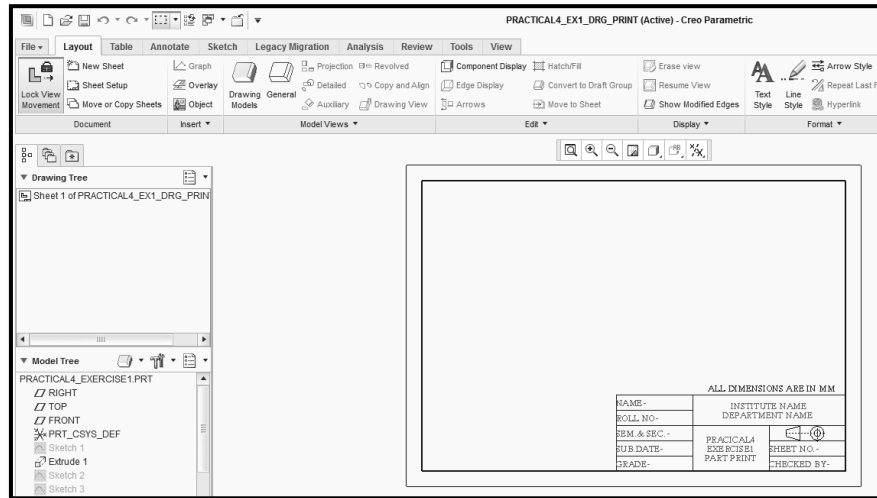 PRACTICAL4_EX1_DRG_PRINT (Active) - Creo Parametric
File Layout Table Annotate Sketch Legacy Migration Analysis Review Tools View
Lock View Movement
New Sheet
Sheet Setup
Move or Copy Sheets
Document
Graph
Overlay
Object
Insert
Drawing Models
General
Projection Revolved
Detailed Copy and Align
Auxiliary Drawing View
Model Views
Component Display Hatch/Fill
Edge Display Convert to Draft Group
Arrows Move to Sheet
Edit
Erase view
Resume View
Show Modified Edges
Display
Text Style
Line Style
Arrow Style
Repeat Last F
Hyperlink
Format
Drawing Tree
Sheet 1 of PRACTICAL4_EX1_DRG_PRIN
Model Tree
PRACTICAL4_EXERCISE1.PRT
RIGHT
TOP
FRONT
PRT_CSYS_DEF
Sketch 1
Extrude 1
Sketch 2
Sketch 3
ALL DIMENSIONS ARE IN MM
NAME-
ROLL NO-
SEM.& SEC.-
SUB.DATE-
GRADE-
INSTITUTE NAME
DEPARTMENT NAME
PRACICAL4
EXERCISE1
PART PRINT
SHEET NO.-
CHECKED BY-